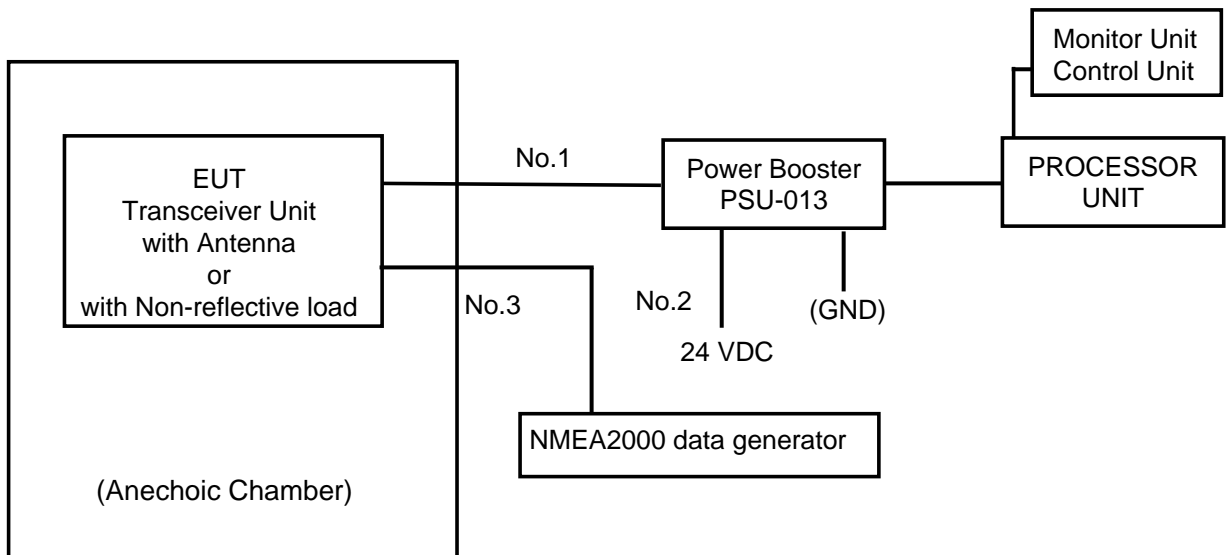 Monitor Unit
Control Unit
EUT
Transceiver Unit
with Antenna
or
with Non-reflective load
No.1
Power Booster
PSU-013
PROCESSOR
UNIT
No.3
No.2
(GND)
24 VDC
NMEA2000 data generator
(Anechoic Chamber)